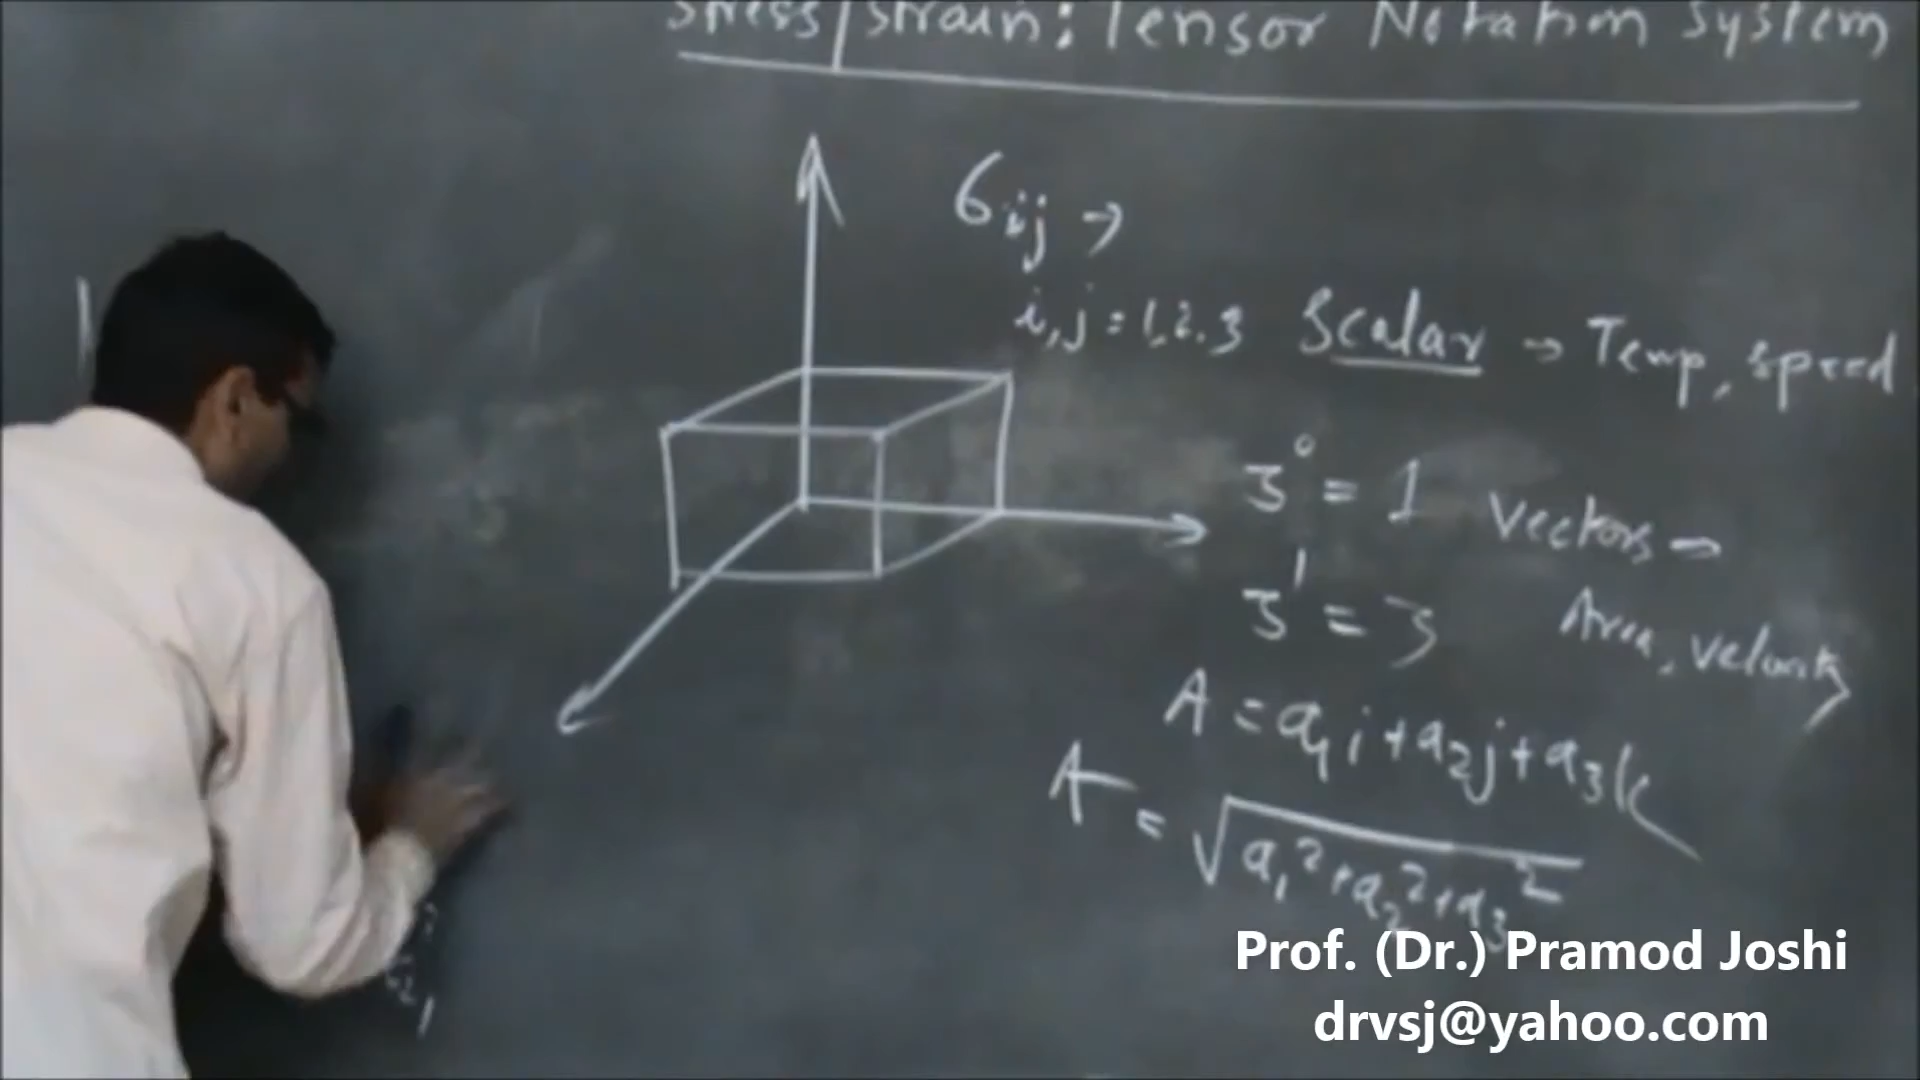 Stress/Strain: Tensor Notation System
σij →
i,j = 1,2,3 Scalar → Temp, speed
3⁰ = 1 Vectors →
3¹ = 3 Area, velocity
A = a1i + a2j + a3k
A = √a1² + a2² + a3²
Prof. (Dr.) Pramod Joshi
drvsj@yahoo.com